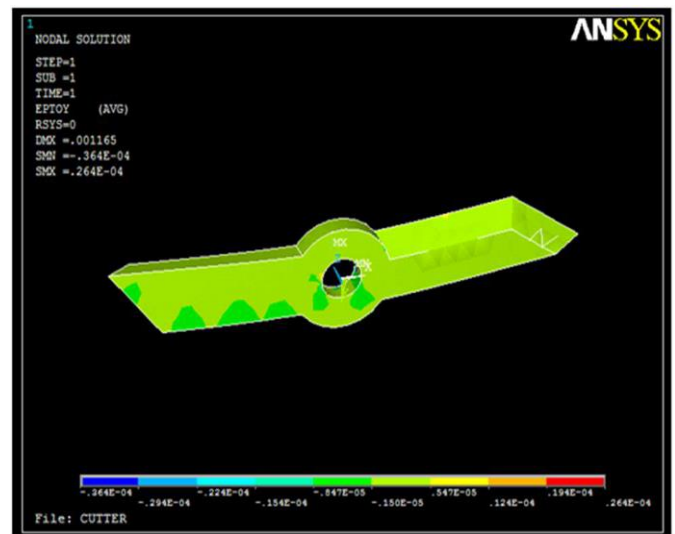 1
ANSYS
NODAL SOLUTION
STEP=1
SUB =1
TIME=1
EPTOY (AVG)
RSYS=0
DMX =.001165
SMN =-.364E-04
SMX =.264E-04
MX
-.364E-04 -.224E-04 -.847E-05 .547E-05 .194E-04
-.294E-04 -.154E-04 -.150E-05 .124E-04 .264E-04
File: CUTTER